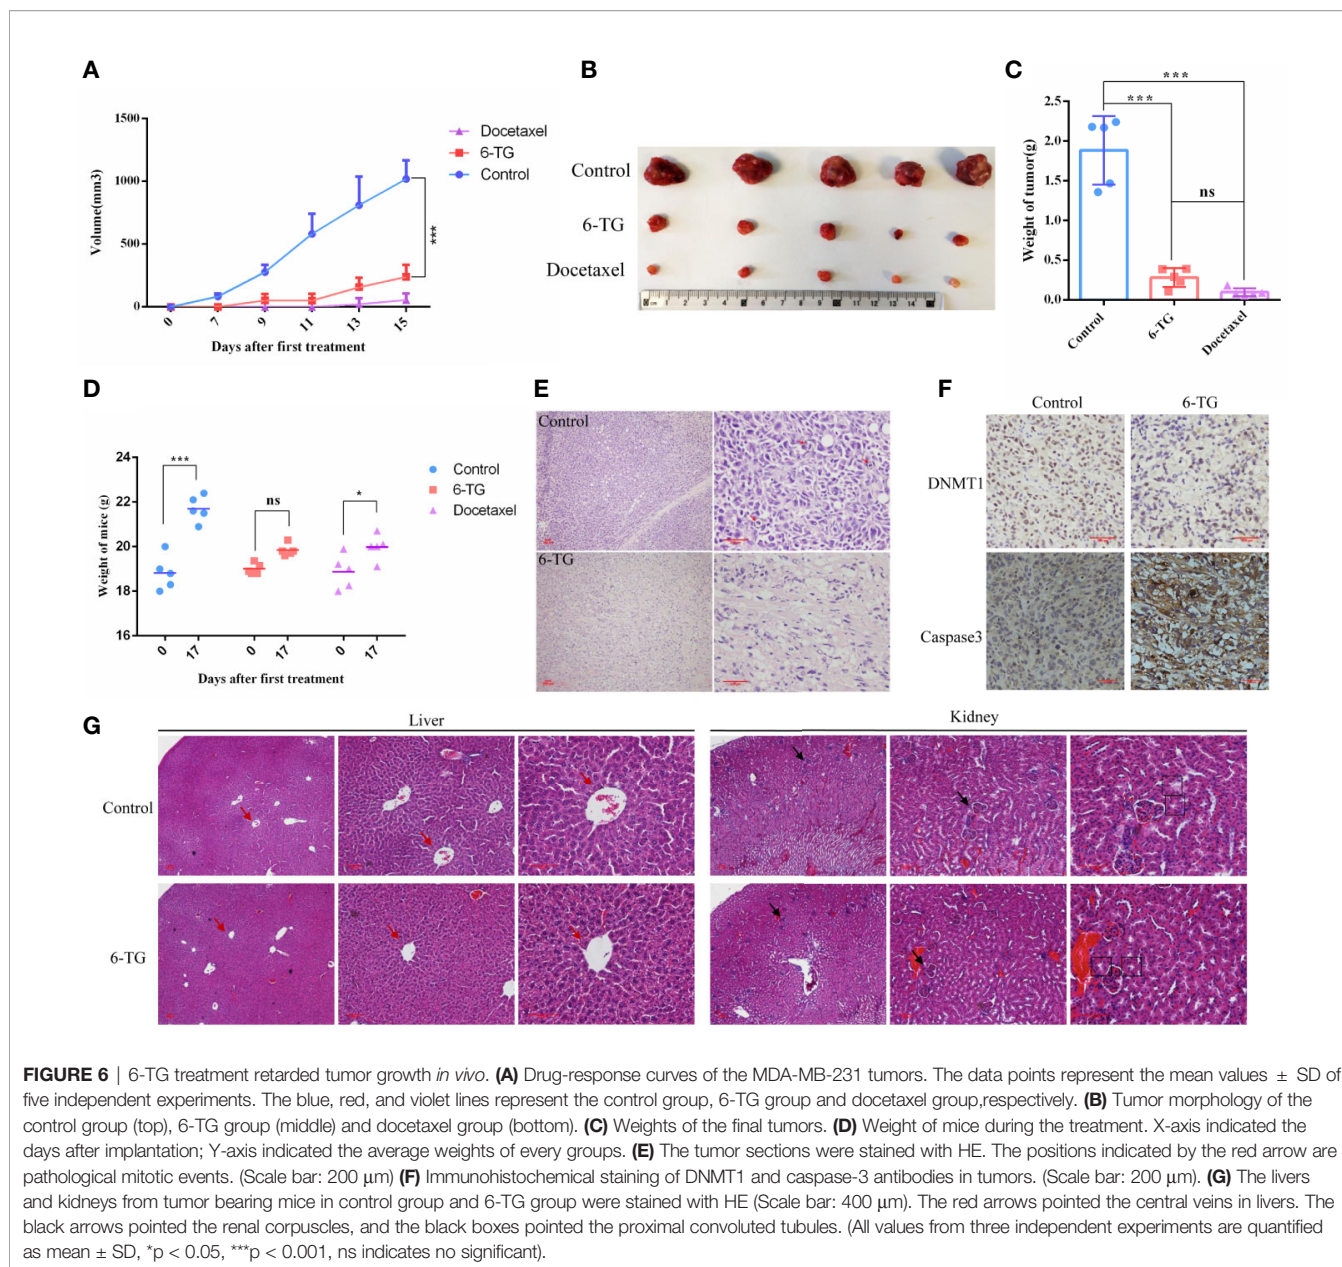 A
1500
1000
500
0
Volume(mm3)
0 7 9 11 13 15
Days after first treatment
Docetaxel
6-TG
Control
***
B
Control
6-TG
Docetaxel
C
***
***
ns
2.5
2.0
1.5
1.0
0.5
0.0
Weight of tumor(g)
Control 6-TG Docetaxel
D
24
22
20
18
16
Weight of mice (g)
*** ns *
0 17 0 17 0 17
Days after first treatment
Control
6-TG
Docetaxel
E
Control
6-TG
F
Control 6-TG
DNMT1
Caspase3
G
Liver Kidney
Control
6-TG
FIGURE 6 | 6-TG treatment retarded tumor growth in vivo. (A) Drug-response curves of the MDA-MB-231 tumors. The data points represent the mean values ± SD of
five independent experiments. The blue, red, and violet lines represent the control group, 6-TG group and docetaxel group,respectively. (B) Tumor morphology of the
control group (top), 6-TG group (middle) and docetaxel group (bottom). (C) Weights of the final tumors. (D) Weight of mice during the treatment. X-axis indicated the
days after implantation; Y-axis indicated the average weights of every groups. (E) The tumor sections were stained with HE. The positions indicated by the red arrow are
pathological mitotic events. (Scale bar: 200 μm) (F) Immunohistochemical staining of DNMT1 and caspase-3 antibodies in tumors. (Scale bar: 200 μm). (G) The livers
and kidneys from tumor bearing mice in control group and 6-TG group were stained with HE (Scale bar: 400 μm). The red arrows pointed the central veins in livers. The
black arrows pointed the renal corpuscles, and the black boxes pointed the proximal convoluted tubules. (All values from three independent experiments are quantified
as mean ± SD, *p < 0.05, ***p < 0.001, ns indicates no significant).